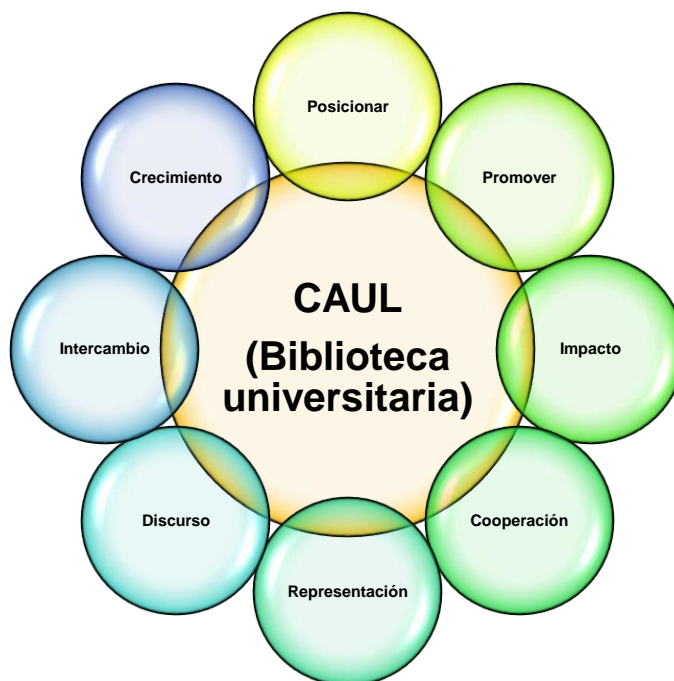 Posicionar
Promover
Impacto
Cooperación
Representación
Discurso
Intercambio
Crecimiento
CAUL
(Biblioteca
universitaria)